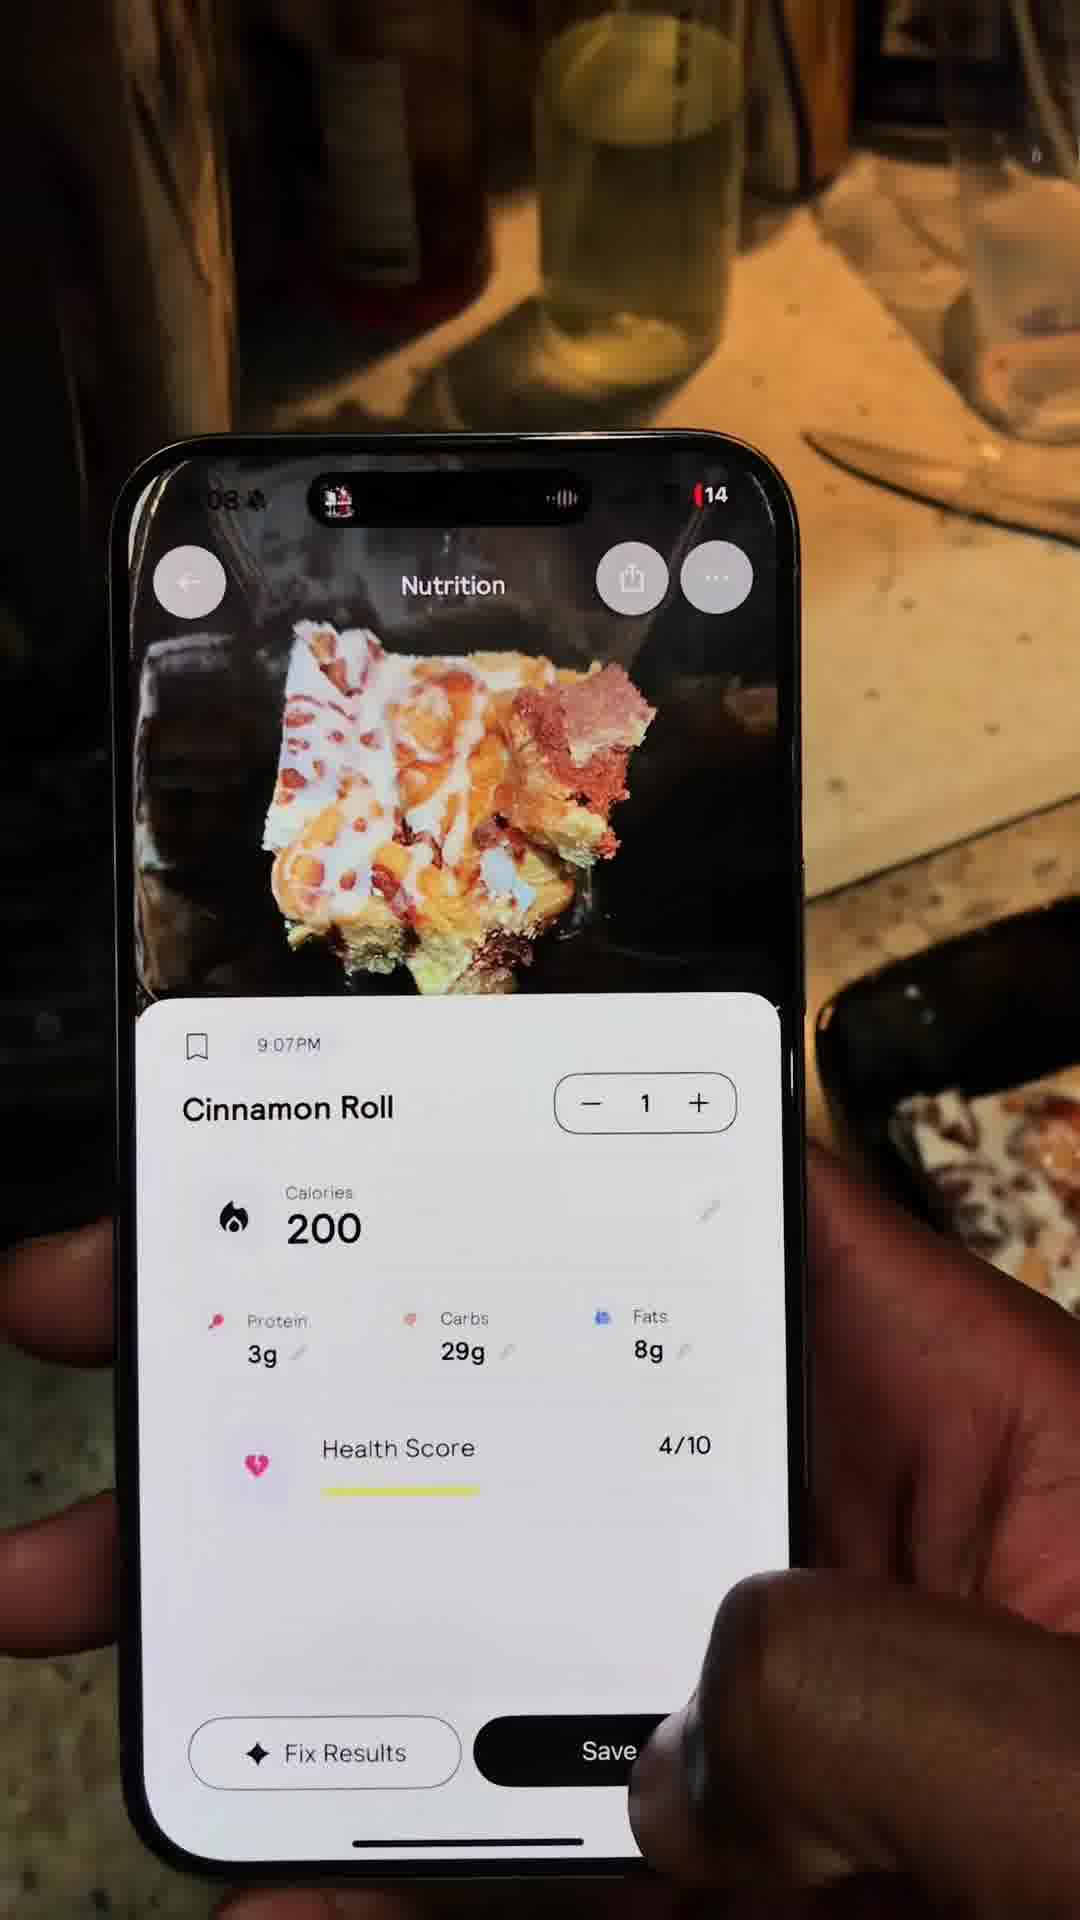 08
14
Nutrition
9:07PM
Cinnamon Roll
1
Calories
200
Protein
Carbs
Fats
3g
29g
8g
Health Score
4/10
Fix Results
Save